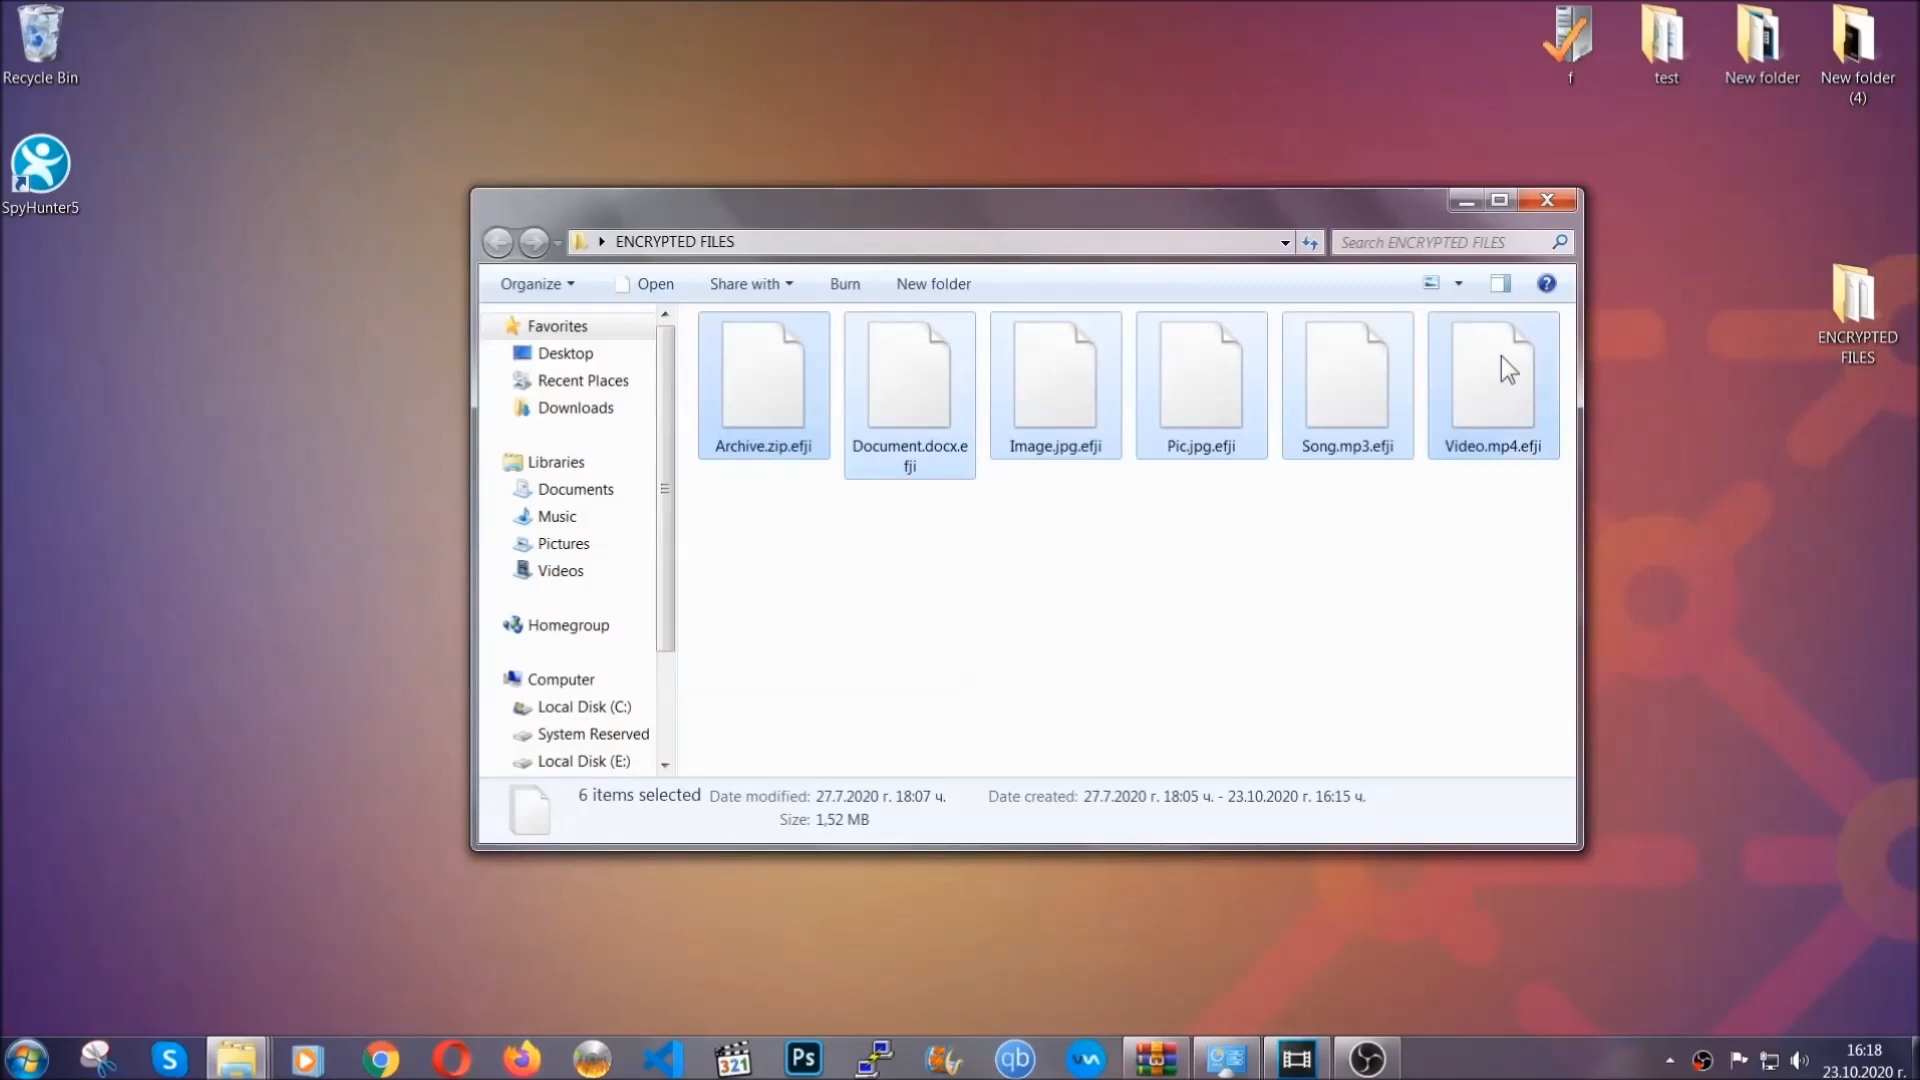 Recycle Bin
SpyHunter5
f
test
New folder
New folder
(4)
ENCRYPTED
FILES
ENCRYPTED FILES
Search ENCRYPTED FILES
Organize
Open
Share with
Burn
New folder
Favorites
Desktop
Recent Places
Downloads
Libraries
Documents
Music
Pictures
Videos
Homegroup
Computer
Local Disk (C:)
System Reserved
Local Disk (E:)
Archive.zip.efji
Document.docx.e
fji
Image.jpg.efji
Pic.jpg.efji
Song.mp3.efji
Video.mp4.efji
6 items selected Date modified: 27.7.2020 г. 18:07 ч. Date created: 27.7.2020 г. 18:05 ч. - 23.10.2020 г. 16:15 ч.
Size: 1,52 MB
S
321
Ps
qb
16:18
23.10.2020 г.